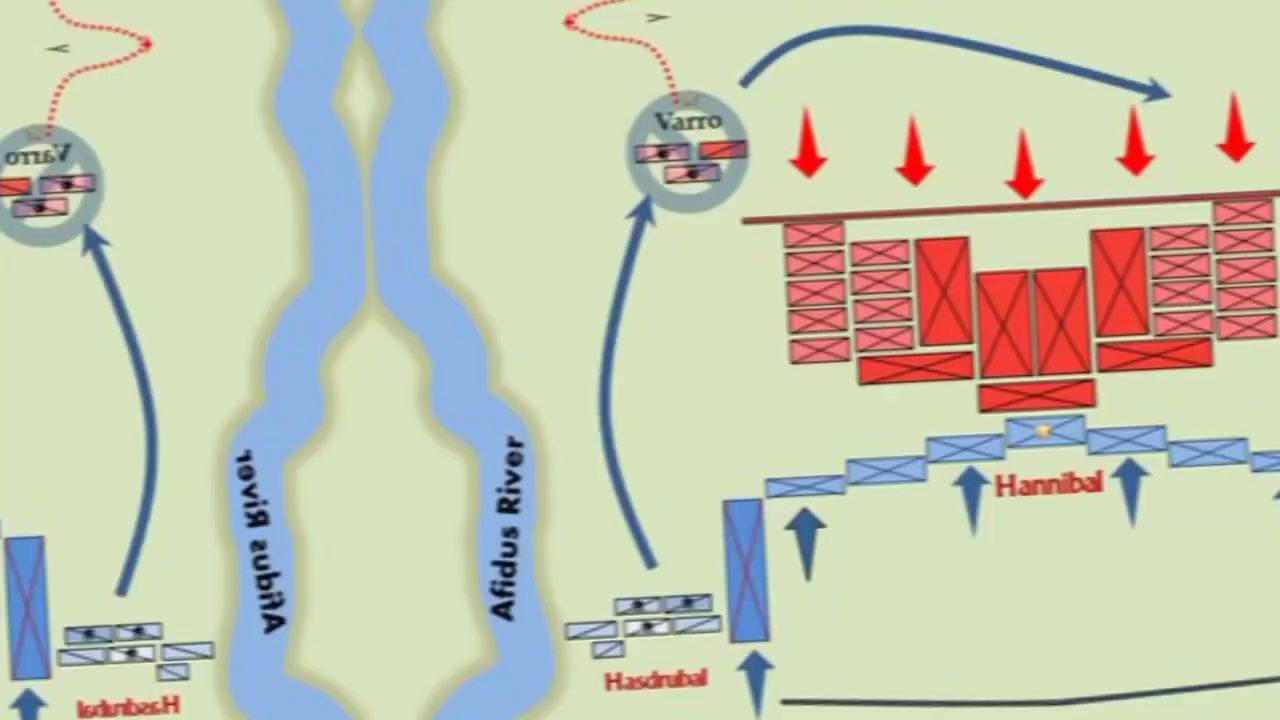 Varro
Varro
Hannibal
Afidus River
Afidus River
Hasdrubal
Hasdrubal